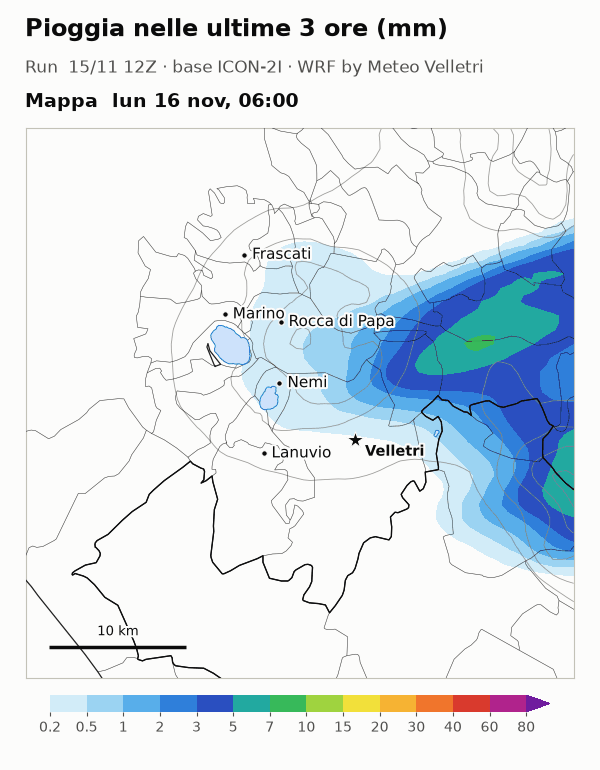 Pioggia nelle ultime 3 ore (mm)
Run  15/11 12Z · base ICON-2I · WRF by Meteo Velletri
Mappa  lun 16 nov, 06:00
Frascati
Marino
Rocca di Papa
Nemi
Velletri
Lanuvio
10 km
0.2 0.5 1 2 3 5 7 10 15 20 30 40 60 80